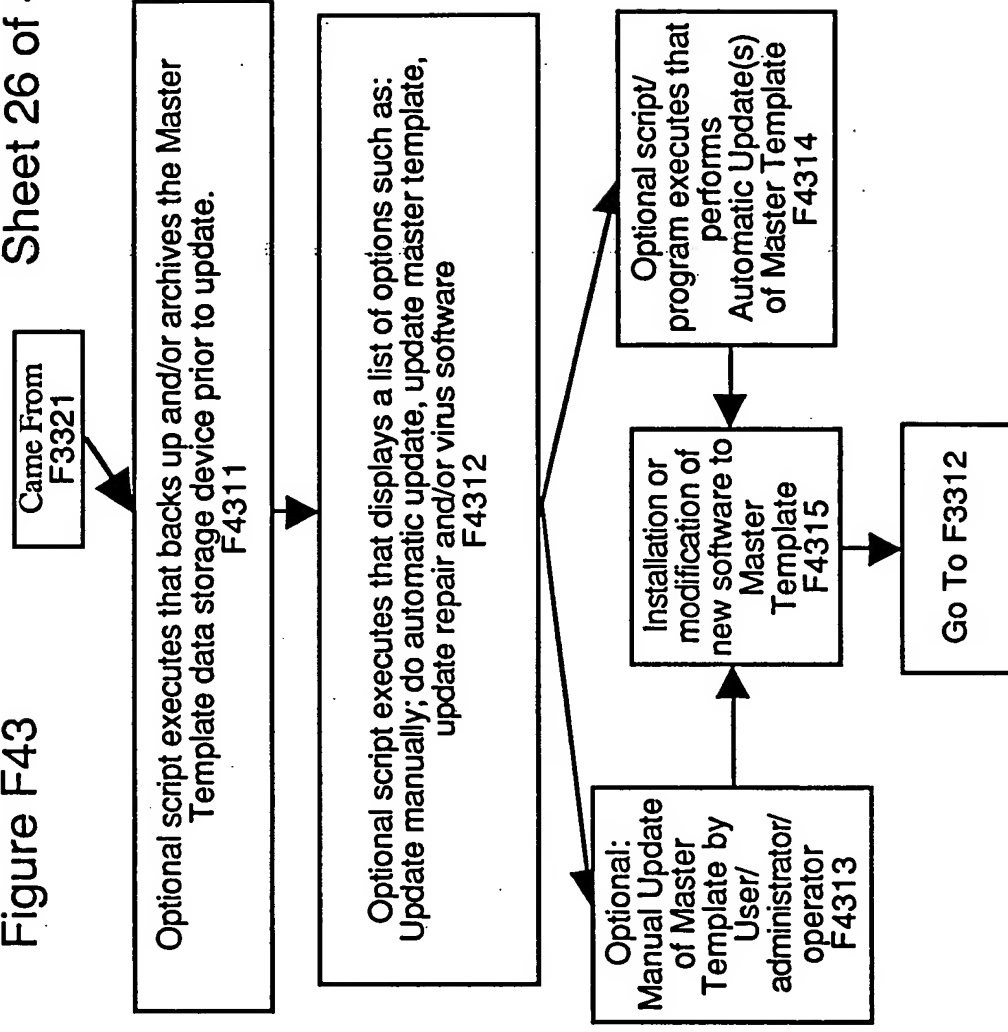 Figure F43
Sheet 26 of
Came From
F3321
Optional script executes that backs up and/or archives the Master
Template data storage device prior to update.
F4311
Optional script executes that displays a list of options such as:
Update manually; do automatic update, update master template,
update repair and/or virus software
F4312
Optional:
Manual Update
of Master
Template by
User/
administrator/
operator
F4313
Optional script/
program executes that
performs
Automatic Update(s)
of Master Template
F4314
Installation or
modification of
new software to
Master
Template
F4315
Go To F3312